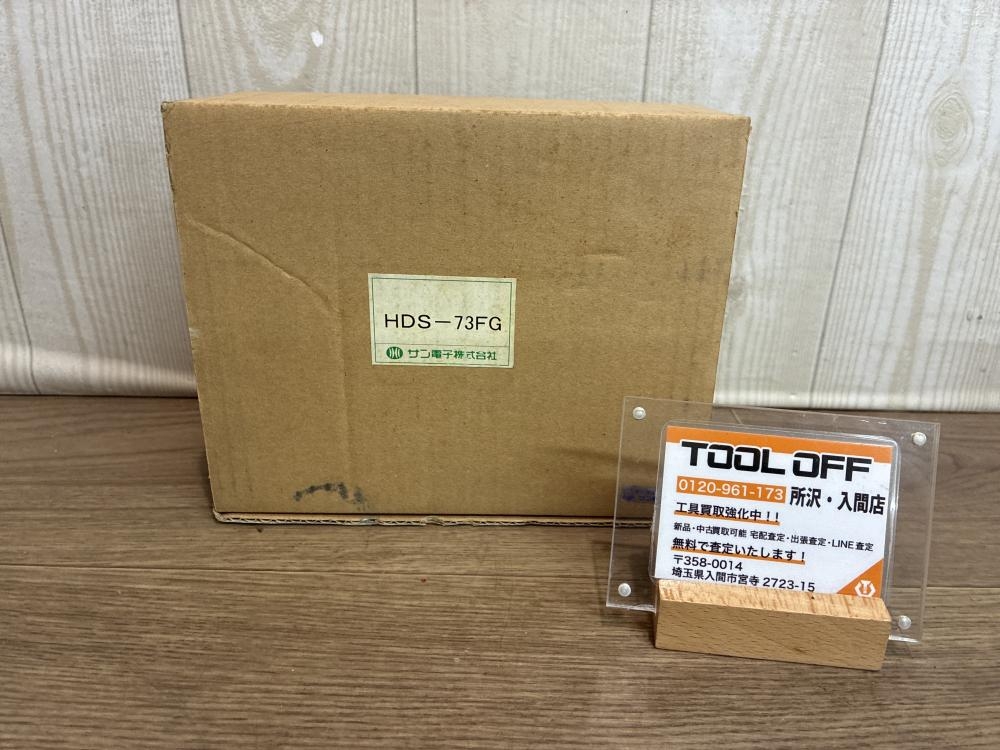 HDS－73FG
サン電子株式会社
TOOL OFF
0120-961-173 所沢・入間店
工具買取強化中！！
新品・中古買取可能 宅配査定・出張査定・LINE査定
無料で査定いたします！
〒358-0014
埼玉県入間市宮寺 2723-15